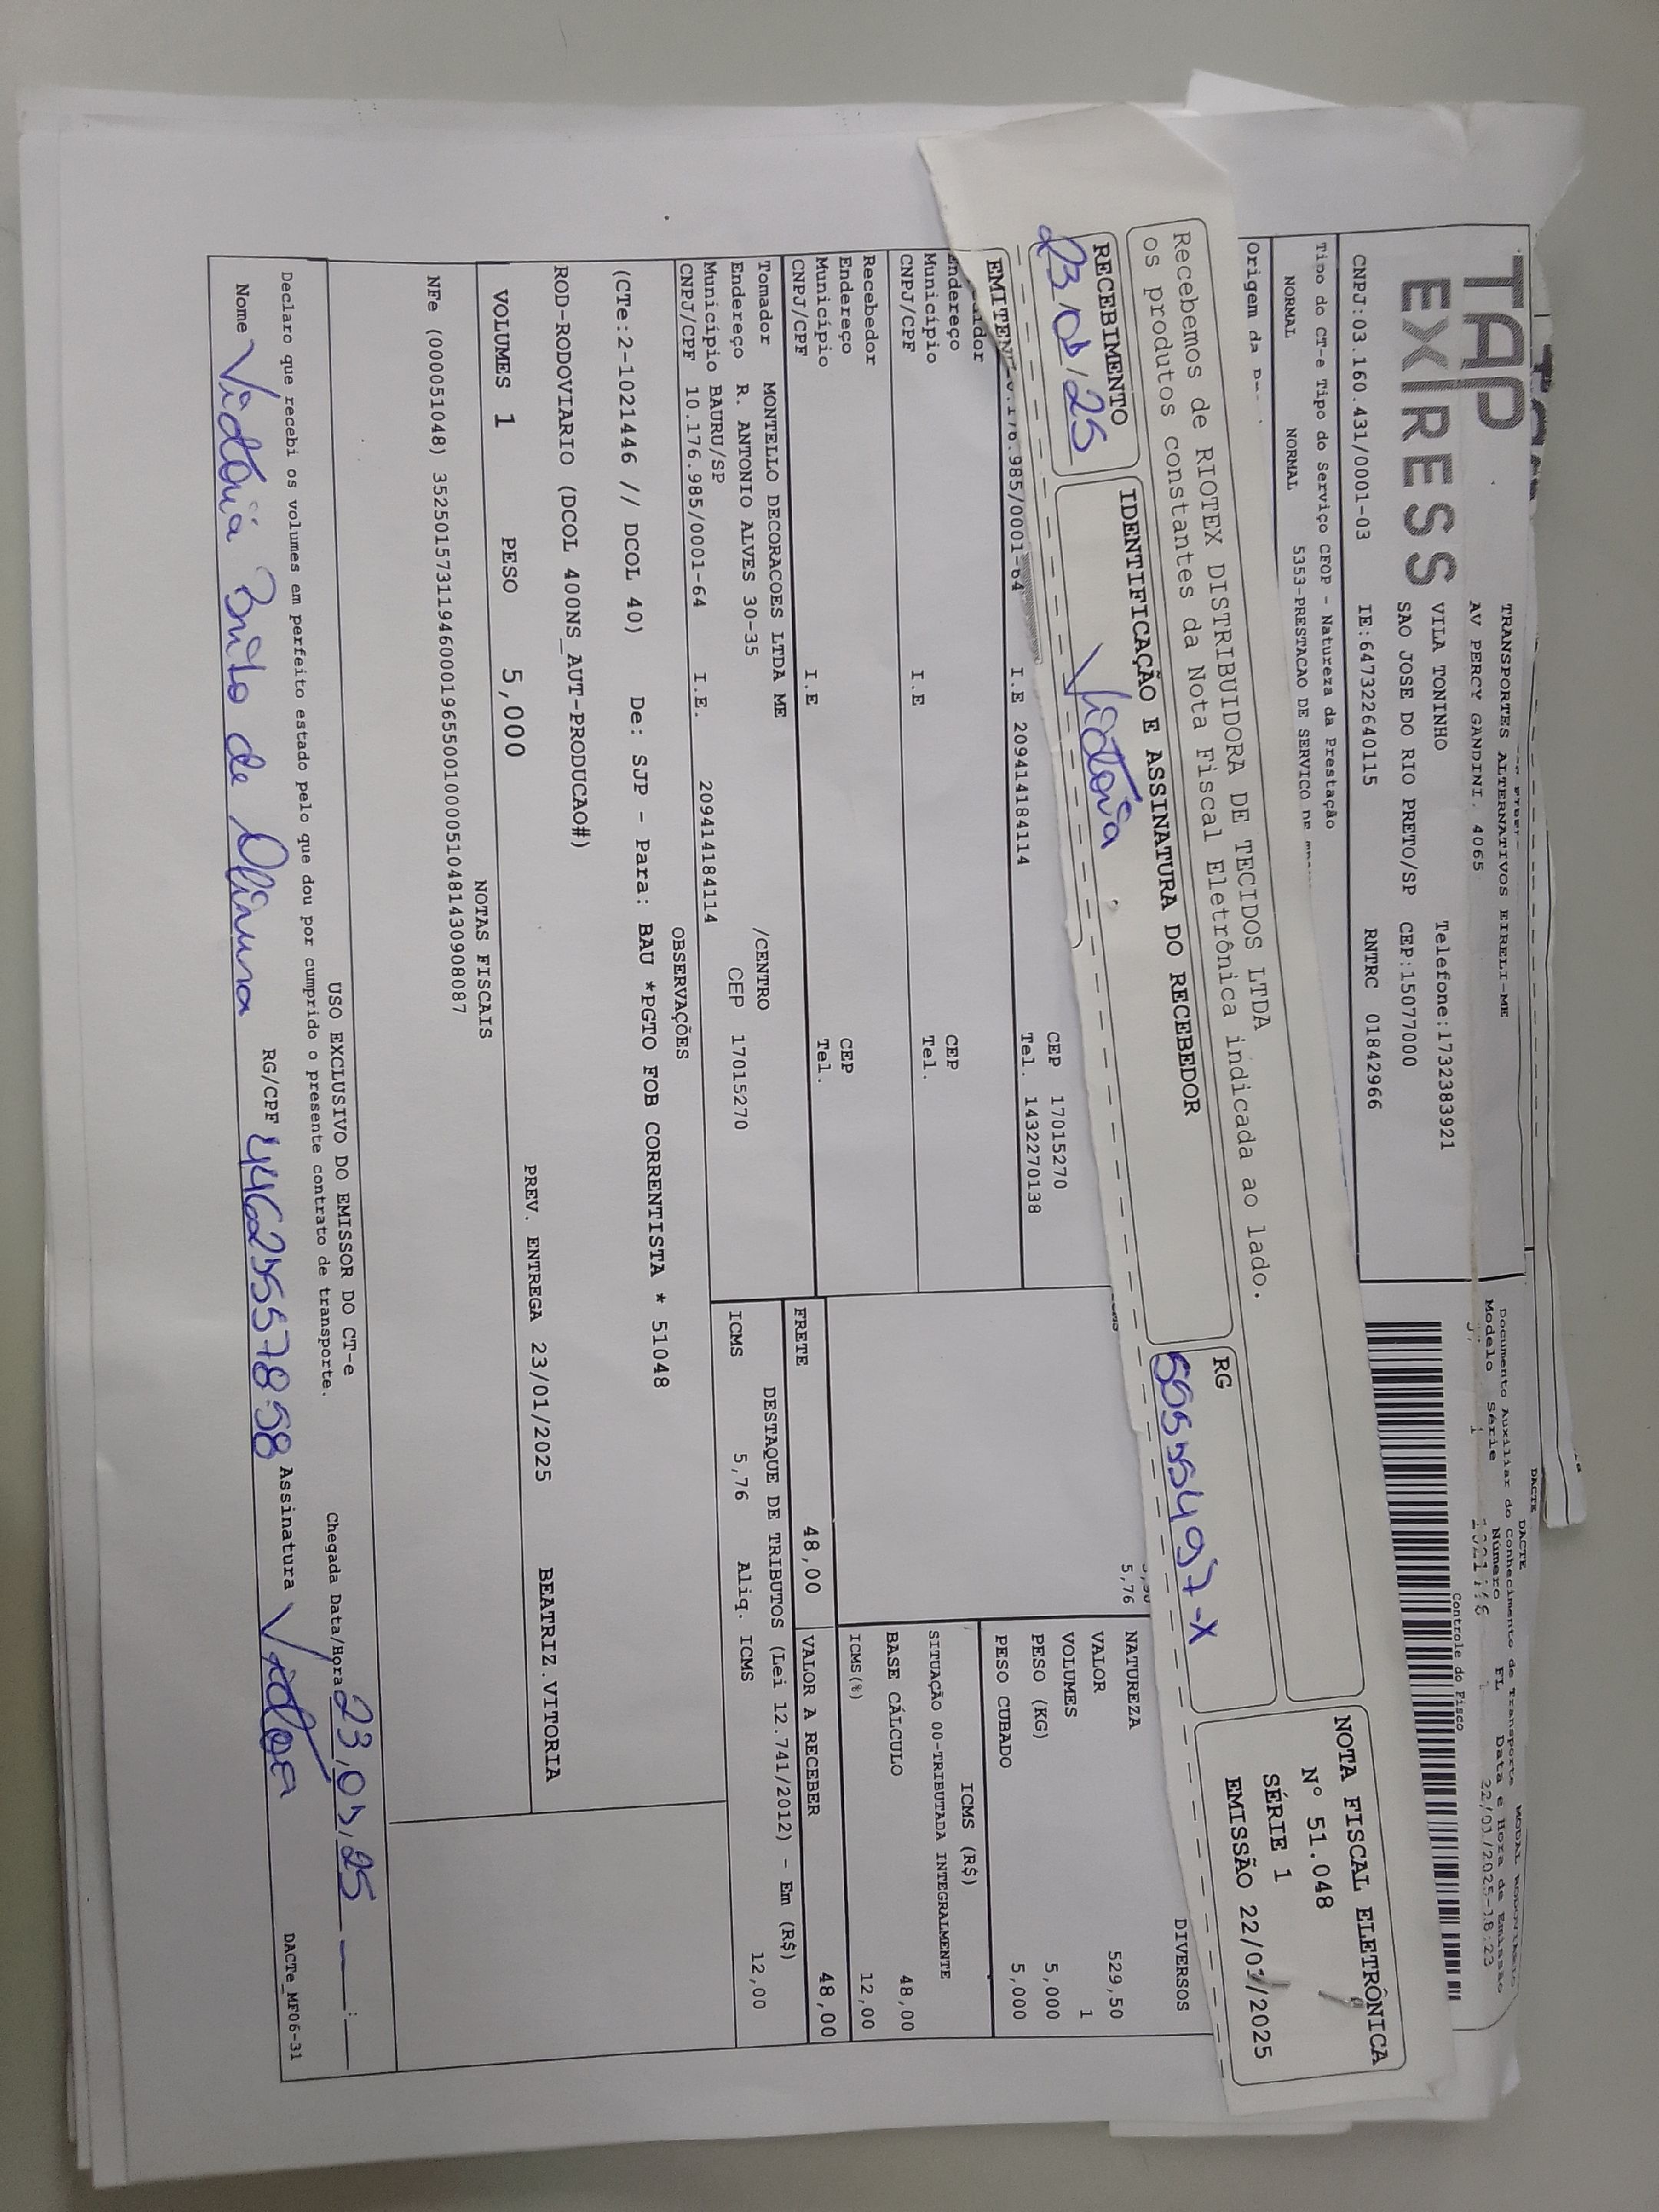 TAP
EXPRESS
TRANSPORTES ALTERNATIVOS EIRELI-ME
AV PERCY GANDINI, 4065
VILA TONINHO
Telefone:1732383921
SAO JOSE DO RIO PRETO/SP CEP:15077000
CNPJ:03.160.431/0001-03 IE:647322640115 RNTRC 01842966
DACTE
DACTE
Documento Auxiliar do Conhecimento de Transporte
Modelo Série Número FL Data e Hora de Emissão
1 1 22/01/2025-18:23
Controle do Fisco
Tipo do CT-e Tipo do Serviço CFOP - Natureza da Prestação
NORMAL NORMAL 5353-PRESTACAO DE SERVICO DE
Origem da
Recebemos de RIOTEX DISTRIBUIDORA DE TECIDOS LTDA
os produtos constantes da Nota Fiscal Eletrônica indicada ao lado.
RECEBIMENTO
23/01/25
IDENTIFICAÇÃO E ASSINATURA DO RECEBEDOR
Victória
RG
NOTA FISCAL ELETRÔNICA
Nº 51.048
SÉRIE 1
EMISSÃO 22/01/2025
EMITEN
CEP 17015270
.985/0001-64 I.E 209414184114 Tel. 1432270138
Endereço CEP
Município Tel.
CNPJ/CPF I.E
Recebedor
Endereço CEP
Município Tel.
CNPJ/CPF I.E
Tomador MONTELLO DECORACOES LTDA ME
Endereço R. ANTONIO ALVES 30-35 /CENTRO
Município BAURU/SP CEP 17015270
CNPJ/CPF 10.176.985/0001-64 I.E. 209414184114
5,76
NATUREZA DIVERSOS
VALOR 529,50
VOLUMES 1
PESO (KG) 5,000
PESO CUBADO 5,000
ICMS (R$)
SITUAÇÃO 00-TRIBUTADA INTEGRALMENTE
BASE CÁLCULO 48,00
ICMS(%) 12,00
FRETE 48,00 VALOR A RECEBER 48,00
DESTAQUE DE TRIBUTOS (Lei 12.741/2012) - Em (R$)
ICMS 5,76 Aliq. ICMS 12,00
OBSERVAÇÕES
(CTe:2-1021446 // DCOL 40) De: SJP - Para: BAU *PGTO FOB CORRENTISTA * 51048
ROD-RODOVIARIO (DCOL 400NS_AUT-PRODUCAO#)
VOLUMES 1 PESO 5,000 PREV. ENTREGA 23/01/2025 BEATRIZ.VITORIA
NOTAS FISCAIS
NFe (000051048) 35250157311946000196550010000510481430908087
USO EXCLUSIVO DO EMISSOR DO CT-e
Declaro que recebi os volumes em perfeito estado pelo que dou por cumprido o presente contrato de transporte.
Chegada Data/Hora 23/01/25
Nome Victória Brito de Oliveira RG/CPF 44623557858 Assinatura
DACTe_MF06-31